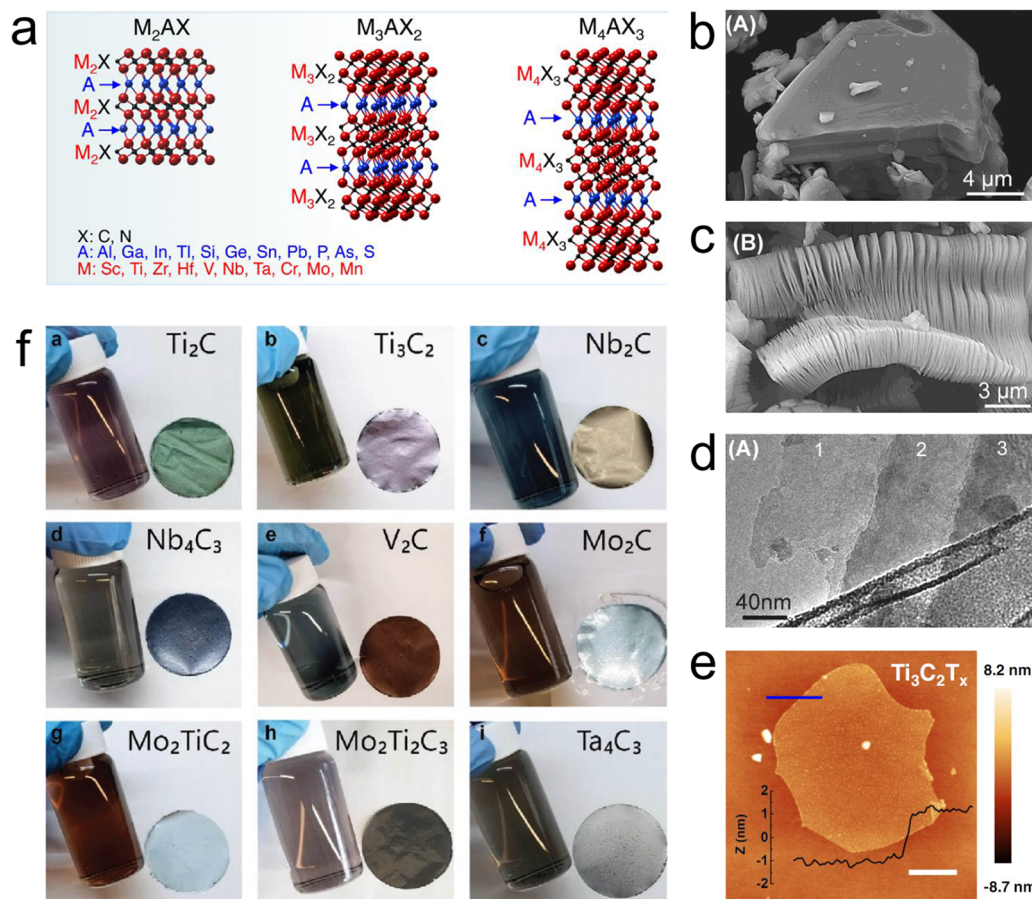 a
M₂AX
M₂X
A
M₂X
A
M₂X
M₃AX₂
M₃X₂
A
M₃X₂
A
M₃X₂
M₄AX₃
M₄X₃
A
M₄X₃
A
M₄X₃
X: C, N
A: Al, Ga, In, Tl, Si, Ge, Sn, Pb, P, As, S
M: Sc, Ti, Zr, Hf, V, Nb, Ta, Cr, Mo, Mn
b
(A)
4 μm
c
(B)
3 μm
d
(A)
1 2 3
40nm
e
Ti₃C₂Tₓ
8.2 nm
-8.7 nm
Z (nm)
2
1
0
-1
-2
f
a Ti₂C
b Ti₃C₂
c Nb₂C
d Nb₄C₃
e V₂C
f Mo₂C
g Mo₂TiC₂
h Mo₂Ti₂C₃
i Ta₄C₃